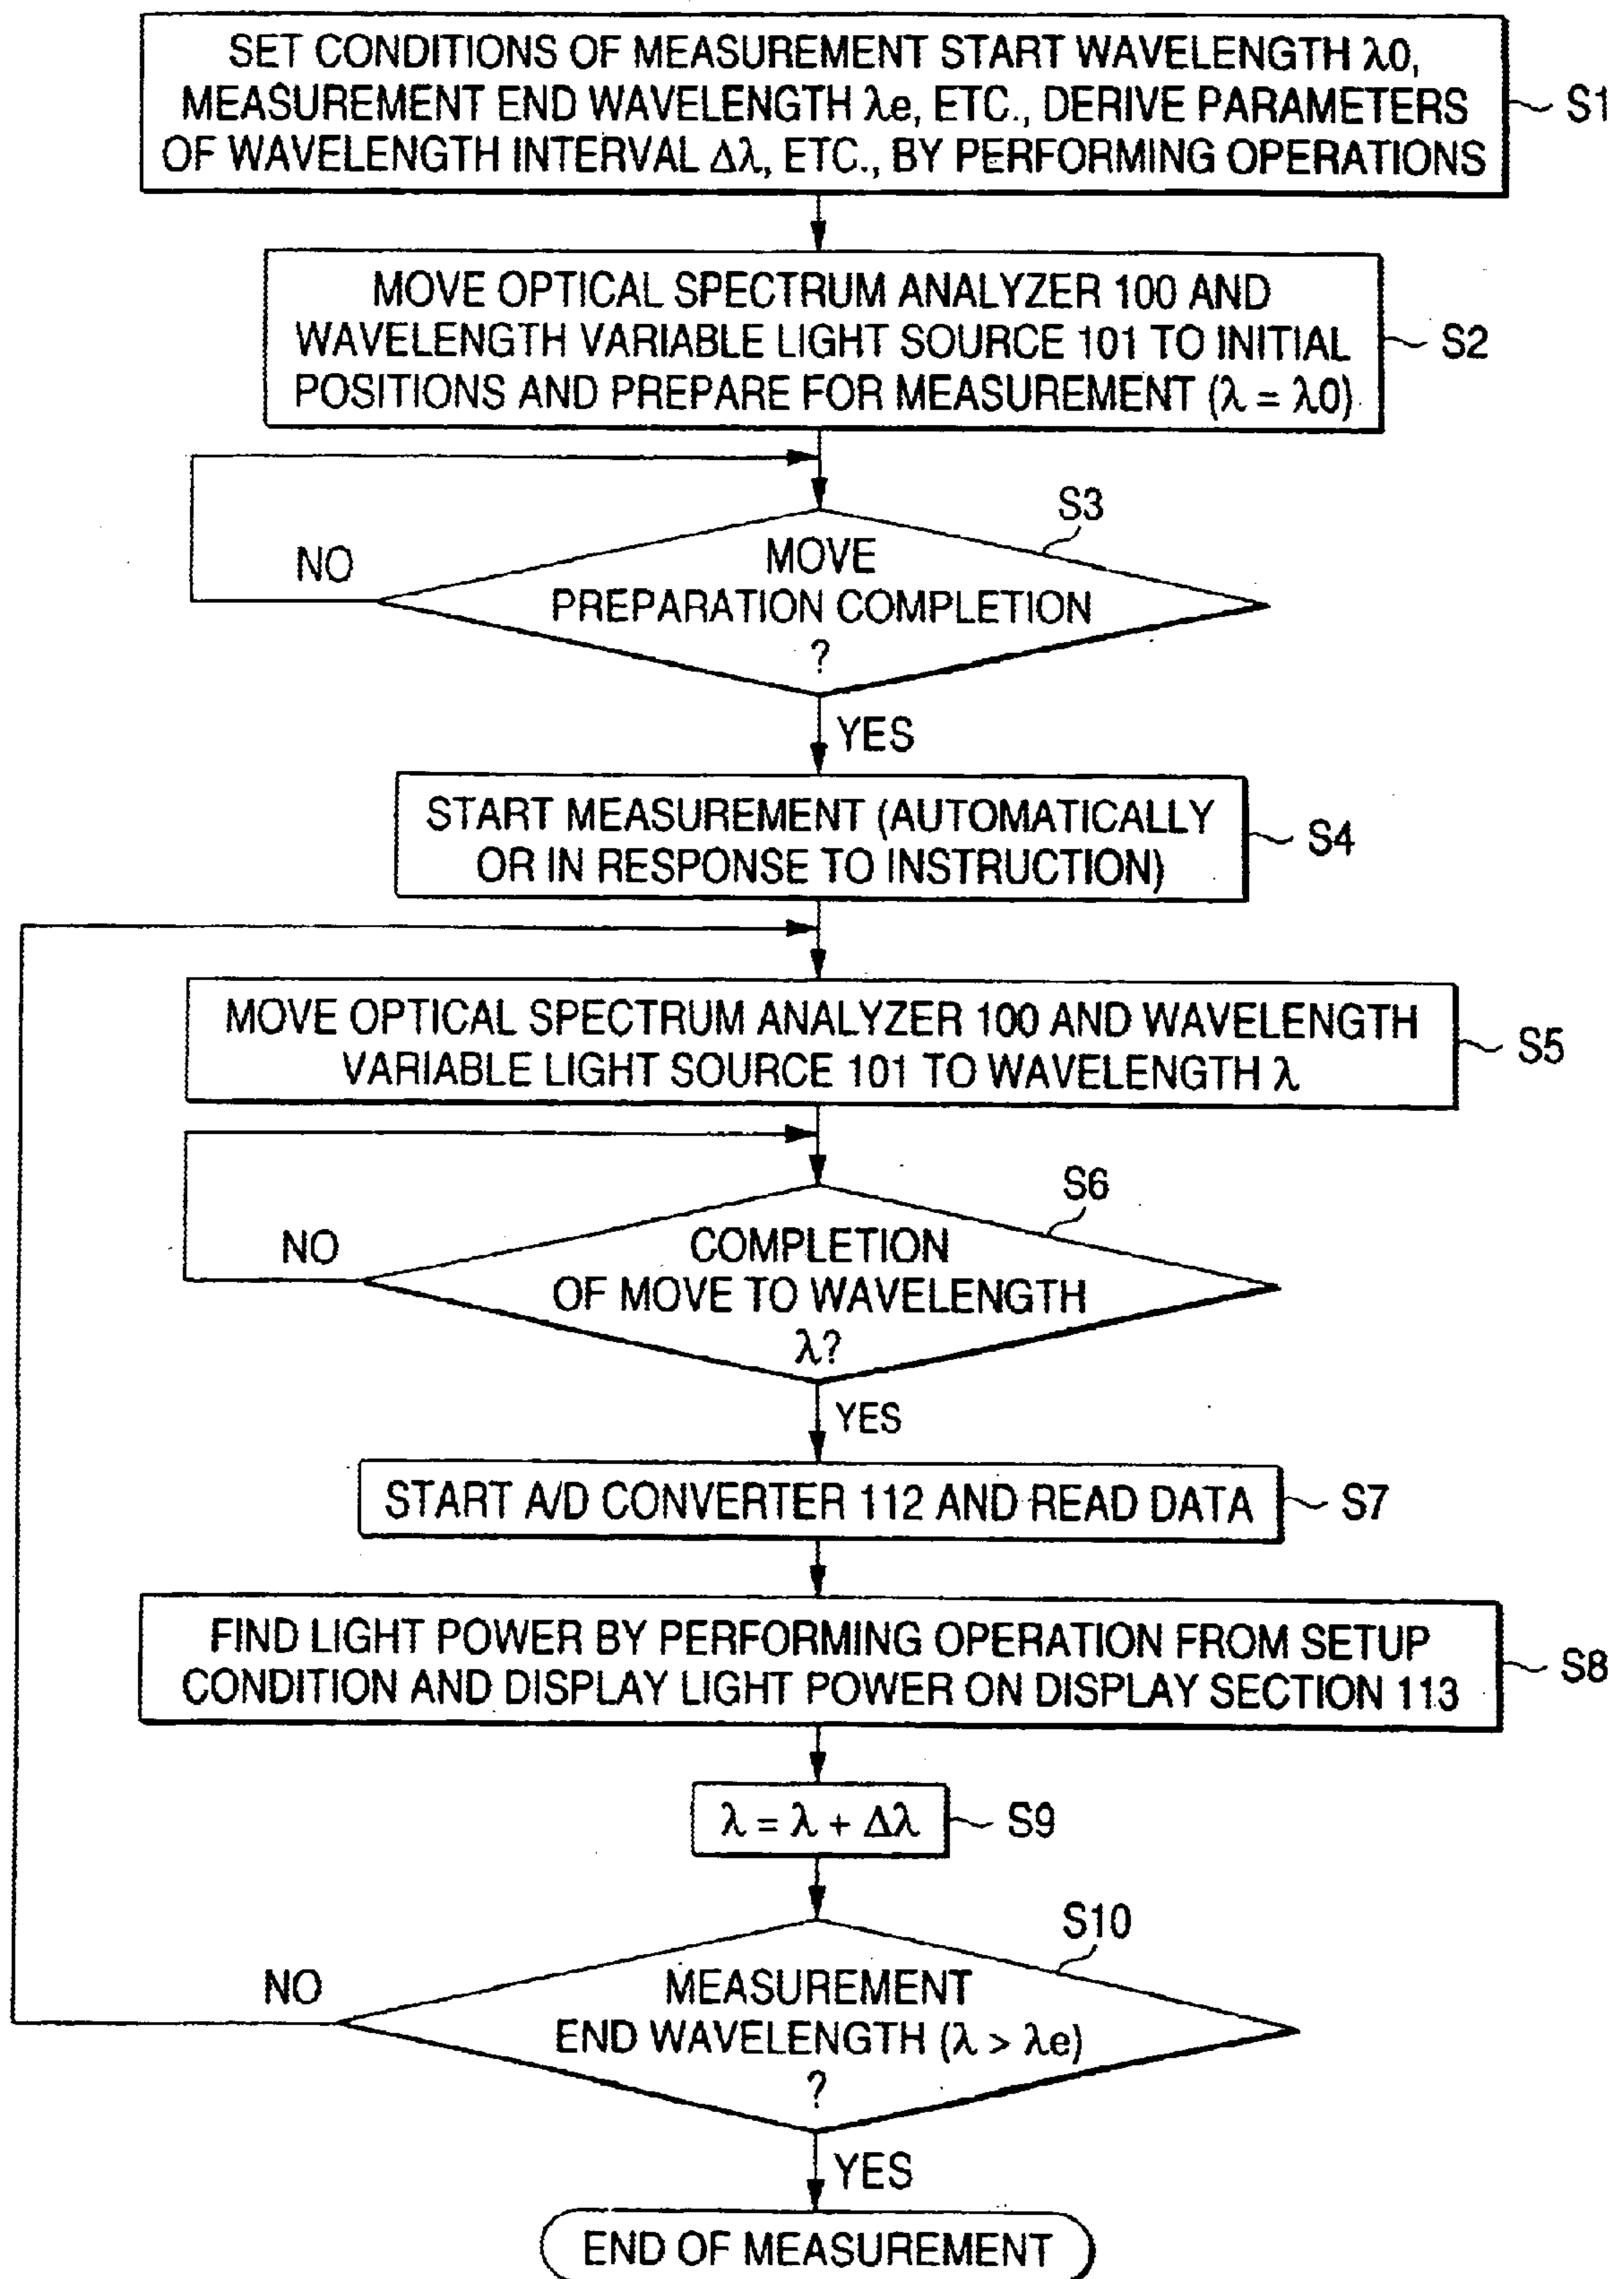 SET CONDITIONS OF MEASUREMENT START WAVELENGTH λ0,
MEASUREMENT END WAVELENGTH λe, ETC., DERIVE PARAMETERS
OF WAVELENGTH INTERVAL Δλ, ETC., BY PERFORMING OPERATIONS
S1
MOVE OPTICAL SPECTRUM ANALYZER 100 AND
WAVELENGTH VARIABLE LIGHT SOURCE 101 TO INITIAL
POSITIONS AND PREPARE FOR MEASUREMENT (λ = λ0)
S2
S3
NO
MOVE
PREPARATION COMPLETION
?
YES
START MEASUREMENT (AUTOMATICALLY
OR IN RESPONSE TO INSTRUCTION)
S4
MOVE OPTICAL SPECTRUM ANALYZER 100 AND WAVELENGTH
VARIABLE LIGHT SOURCE 101 TO WAVELENGTH λ
S5
S6
NO
COMPLETION
OF MOVE TO WAVELENGTH
λ?
YES
START A/D CONVERTER 112 AND READ DATA
S7
FIND LIGHT POWER BY PERFORMING OPERATION FROM SETUP
CONDITION AND DISPLAY LIGHT POWER ON DISPLAY SECTION 113
S8
λ = λ + Δλ
S9
S10
NO
MEASUREMENT
END WAVELENGTH (λ > λe)
?
YES
END OF MEASUREMENT